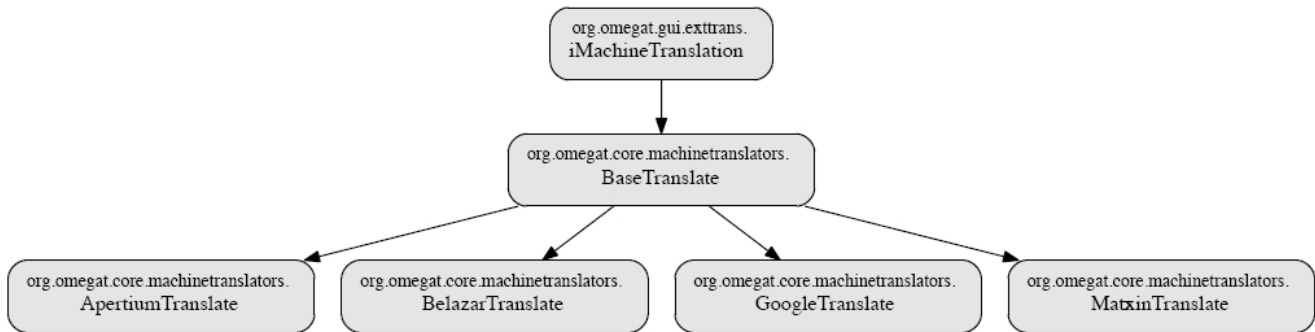 org.omegat.gui.exttrans.
iMachineTranslation
org.omegat.core.machinetranslators.
BaseTranslate
org.omegat.core.machinetranslators.
ApertiumTranslate
org.omegat.core.machinetranslators.
BelazarTranslate
org.omegat.core.machinetranslators.
GoogleTranslate
org.omegat.core.machinetranslators.
MatxinTranslate